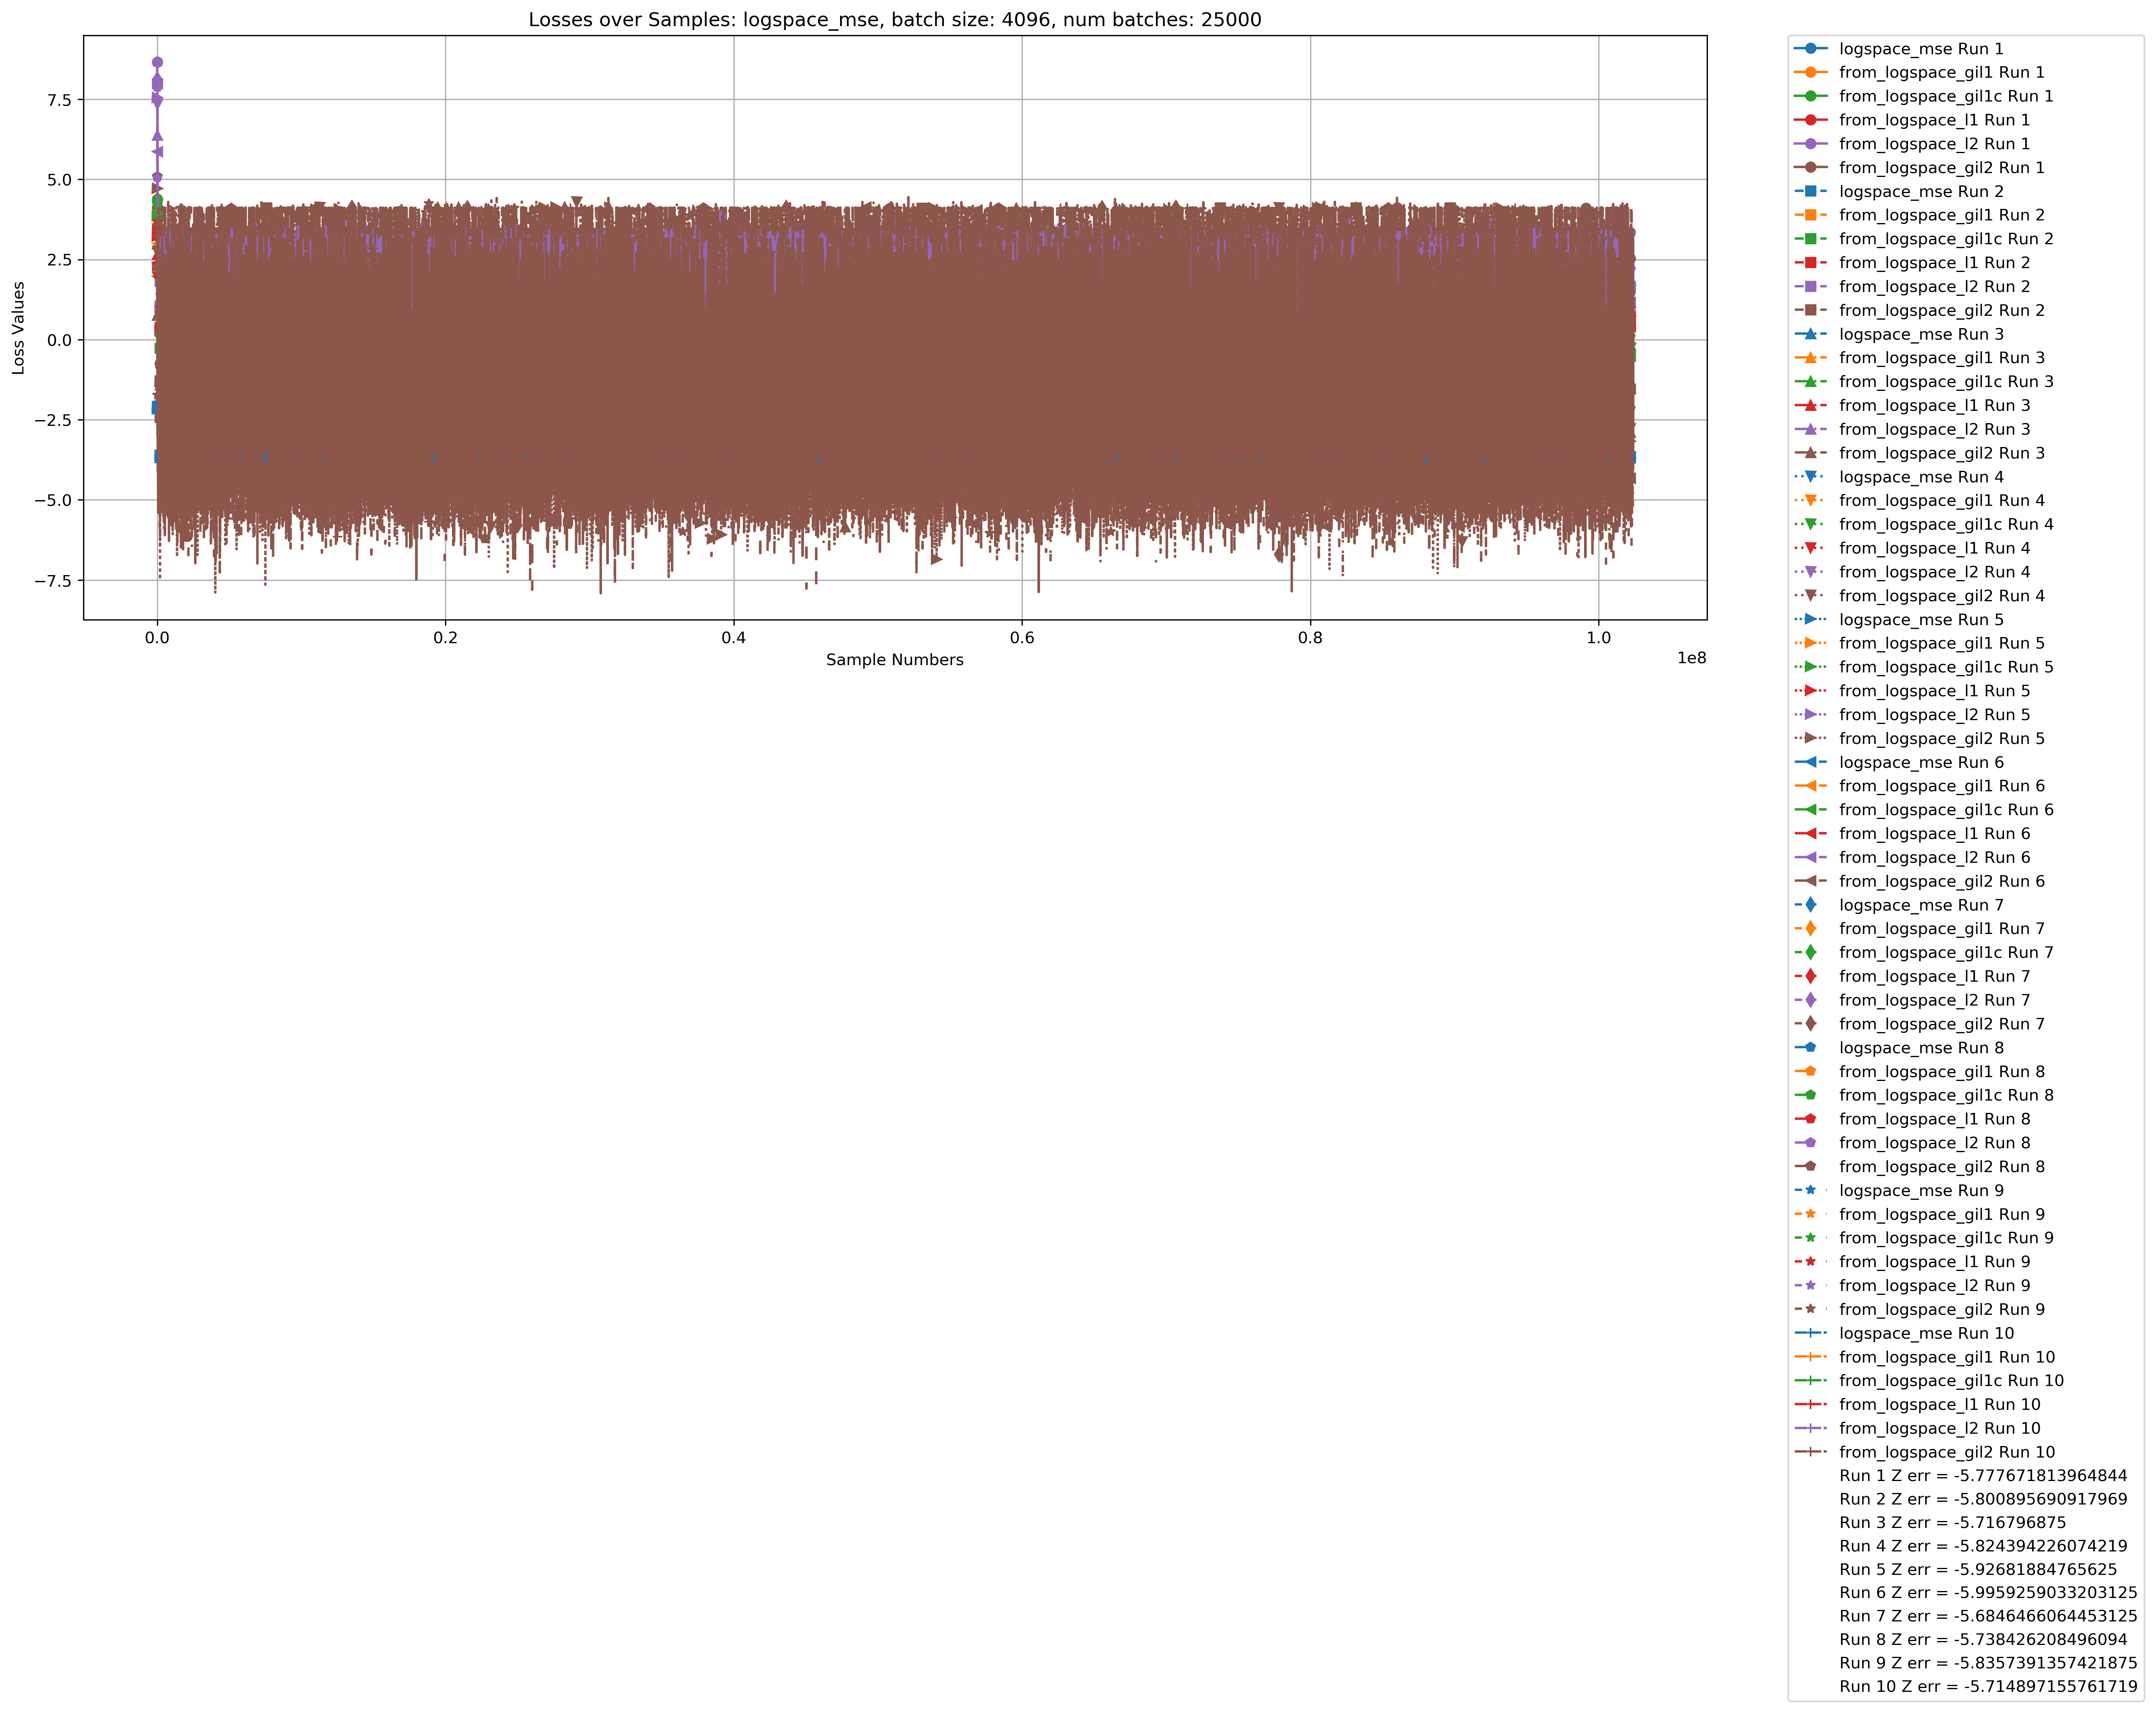 Losses over Samples: logspace_mse, batch size: 4096, num batches: 25000
Loss Values
7.5
5.0
2.5
0.0
−2.5
−5.0
−7.5
0.0
0.2
0.4
0.6
0.8
1.0
1e8
Sample Numbers
logspace_mse Run 1
from_logspace_gil1 Run 1
from_logspace_gil1c Run 1
from_logspace_l1 Run 1
from_logspace_l2 Run 1
from_logspace_gil2 Run 1
logspace_mse Run 2
from_logspace_gil1 Run 2
from_logspace_gil1c Run 2
from_logspace_l1 Run 2
from_logspace_l2 Run 2
from_logspace_gil2 Run 2
logspace_mse Run 3
from_logspace_gil1 Run 3
from_logspace_gil1c Run 3
from_logspace_l1 Run 3
from_logspace_l2 Run 3
from_logspace_gil2 Run 3
logspace_mse Run 4
from_logspace_gil1 Run 4
from_logspace_gil1c Run 4
from_logspace_l1 Run 4
from_logspace_l2 Run 4
from_logspace_gil2 Run 4
logspace_mse Run 5
from_logspace_gil1 Run 5
from_logspace_gil1c Run 5
from_logspace_l1 Run 5
from_logspace_l2 Run 5
from_logspace_gil2 Run 5
logspace_mse Run 6
from_logspace_gil1 Run 6
from_logspace_gil1c Run 6
from_logspace_l1 Run 6
from_logspace_l2 Run 6
from_logspace_gil2 Run 6
logspace_mse Run 7
from_logspace_gil1 Run 7
from_logspace_gil1c Run 7
from_logspace_l1 Run 7
from_logspace_l2 Run 7
from_logspace_gil2 Run 7
logspace_mse Run 8
from_logspace_gil1 Run 8
from_logspace_gil1c Run 8
from_logspace_l1 Run 8
from_logspace_l2 Run 8
from_logspace_gil2 Run 8
logspace_mse Run 9
from_logspace_gil1 Run 9
from_logspace_gil1c Run 9
from_logspace_l1 Run 9
from_logspace_l2 Run 9
from_logspace_gil2 Run 9
logspace_mse Run 10
from_logspace_gil1 Run 10
from_logspace_gil1c Run 10
from_logspace_l1 Run 10
from_logspace_l2 Run 10
from_logspace_gil2 Run 10
Run 1 Z err = -5.777671813964844
Run 2 Z err = -5.800895690917969
Run 3 Z err = -5.716796875
Run 4 Z err = -5.824394226074219
Run 5 Z err = -5.92681884765625
Run 6 Z err = -5.9959259033203125
Run 7 Z err = -5.6846466064453125
Run 8 Z err = -5.738426208496094
Run 9 Z err = -5.8357391357421875
Run 10 Z err = -5.714897155761719